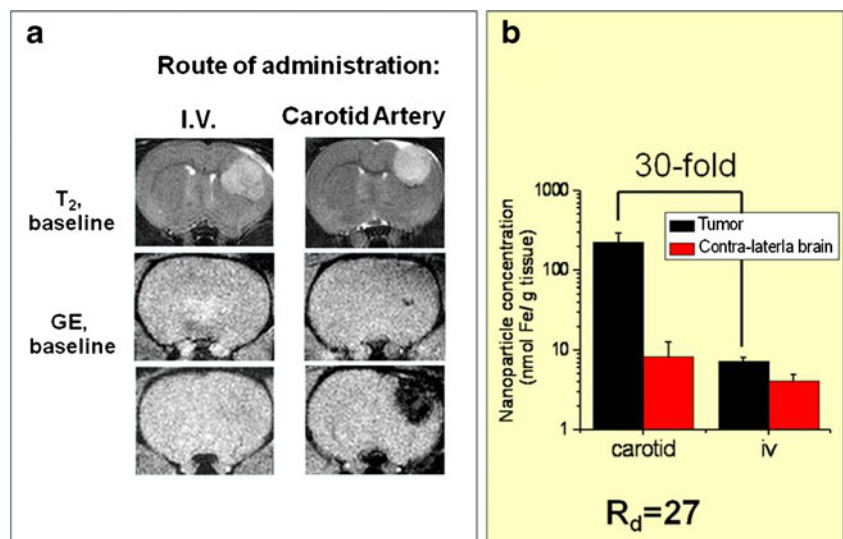 a
Route of administration:
I.V.
Carotid Artery
T2,
baseline
GE,
baseline
b
30-fold
Tumor
Contra-laterla brain
Nanoparticle concentration
(nmol Fe/ g tissue)
1000
100
10
1
carotid
iv
Rd=27